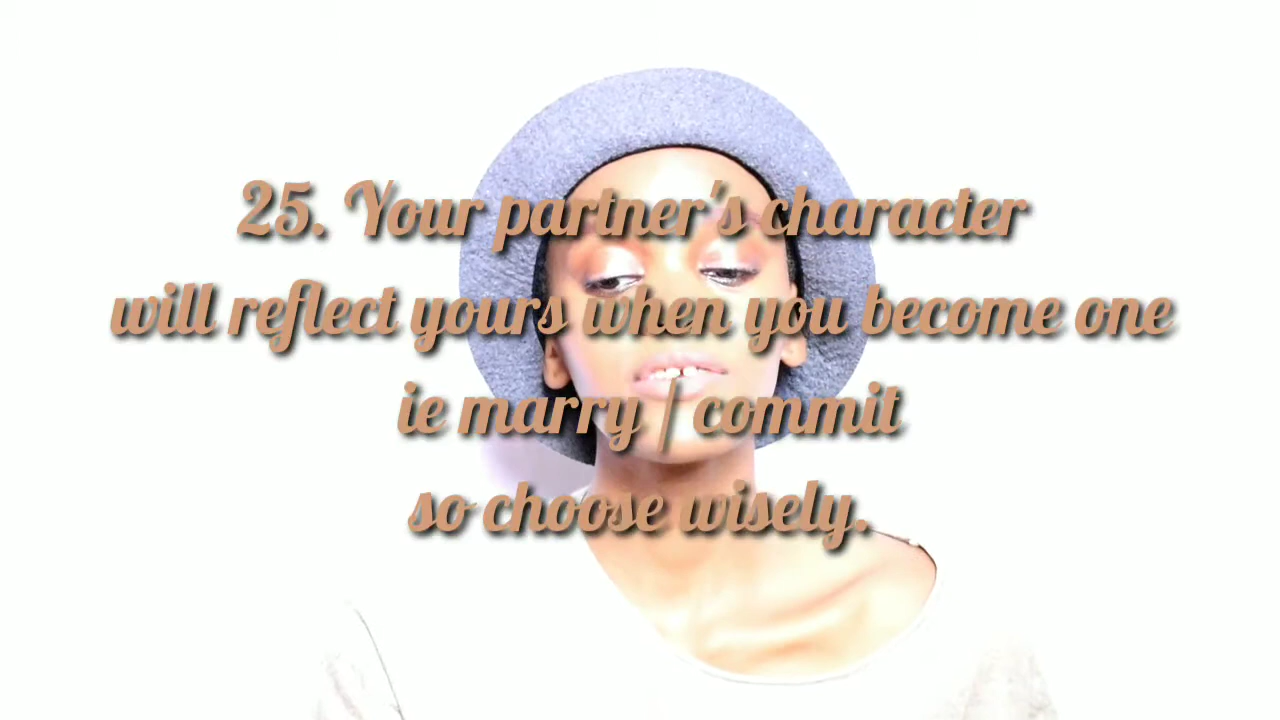 25. Your partner's character
will reflect yours when you become one
ie marry / commit
so choose wisely.